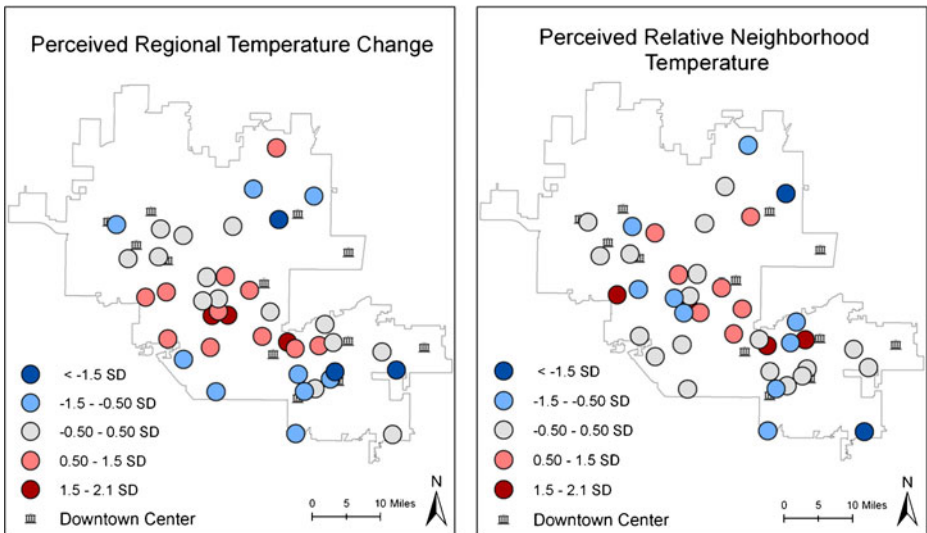 Perceived Regional Temperature Change
< -1.5 SD
-1.5 - -0.50 SD
-0.50 - 0.50 SD
0.50 - 1.5 SD
1.5 - 2.1 SD
Downtown Center
0 5 10 Miles
N
Perceived Relative Neighborhood
Temperature
< -1.5 SD
-1.5 - -0.50 SD
-0.50 - 0.50 SD
0.50 - 1.5 SD
1.5 - 2.1 SD
Downtown Center
0 5 10 Miles
N